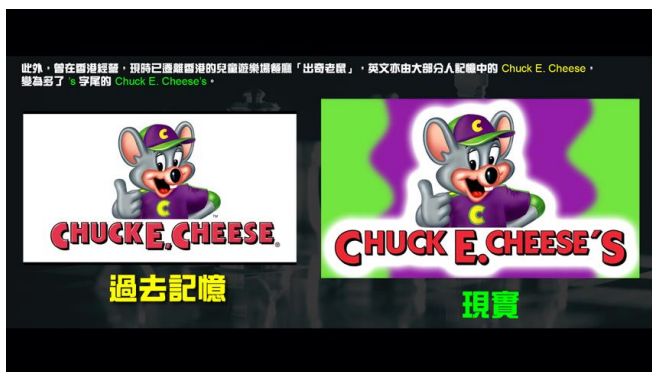 此外，曾在香港經營，現時已遷離香港的兒童遊樂場餐廳「出奇老鼠」，英文亦由大部分人記憶中的 Chuck E. Cheese，
變為多了 's 字尾的 Chuck E. Cheese's。
C
C
CHUCK E. CHEESE
TM
®
過去記憶
C
C
CHUCK E. CHEESE'S
現實